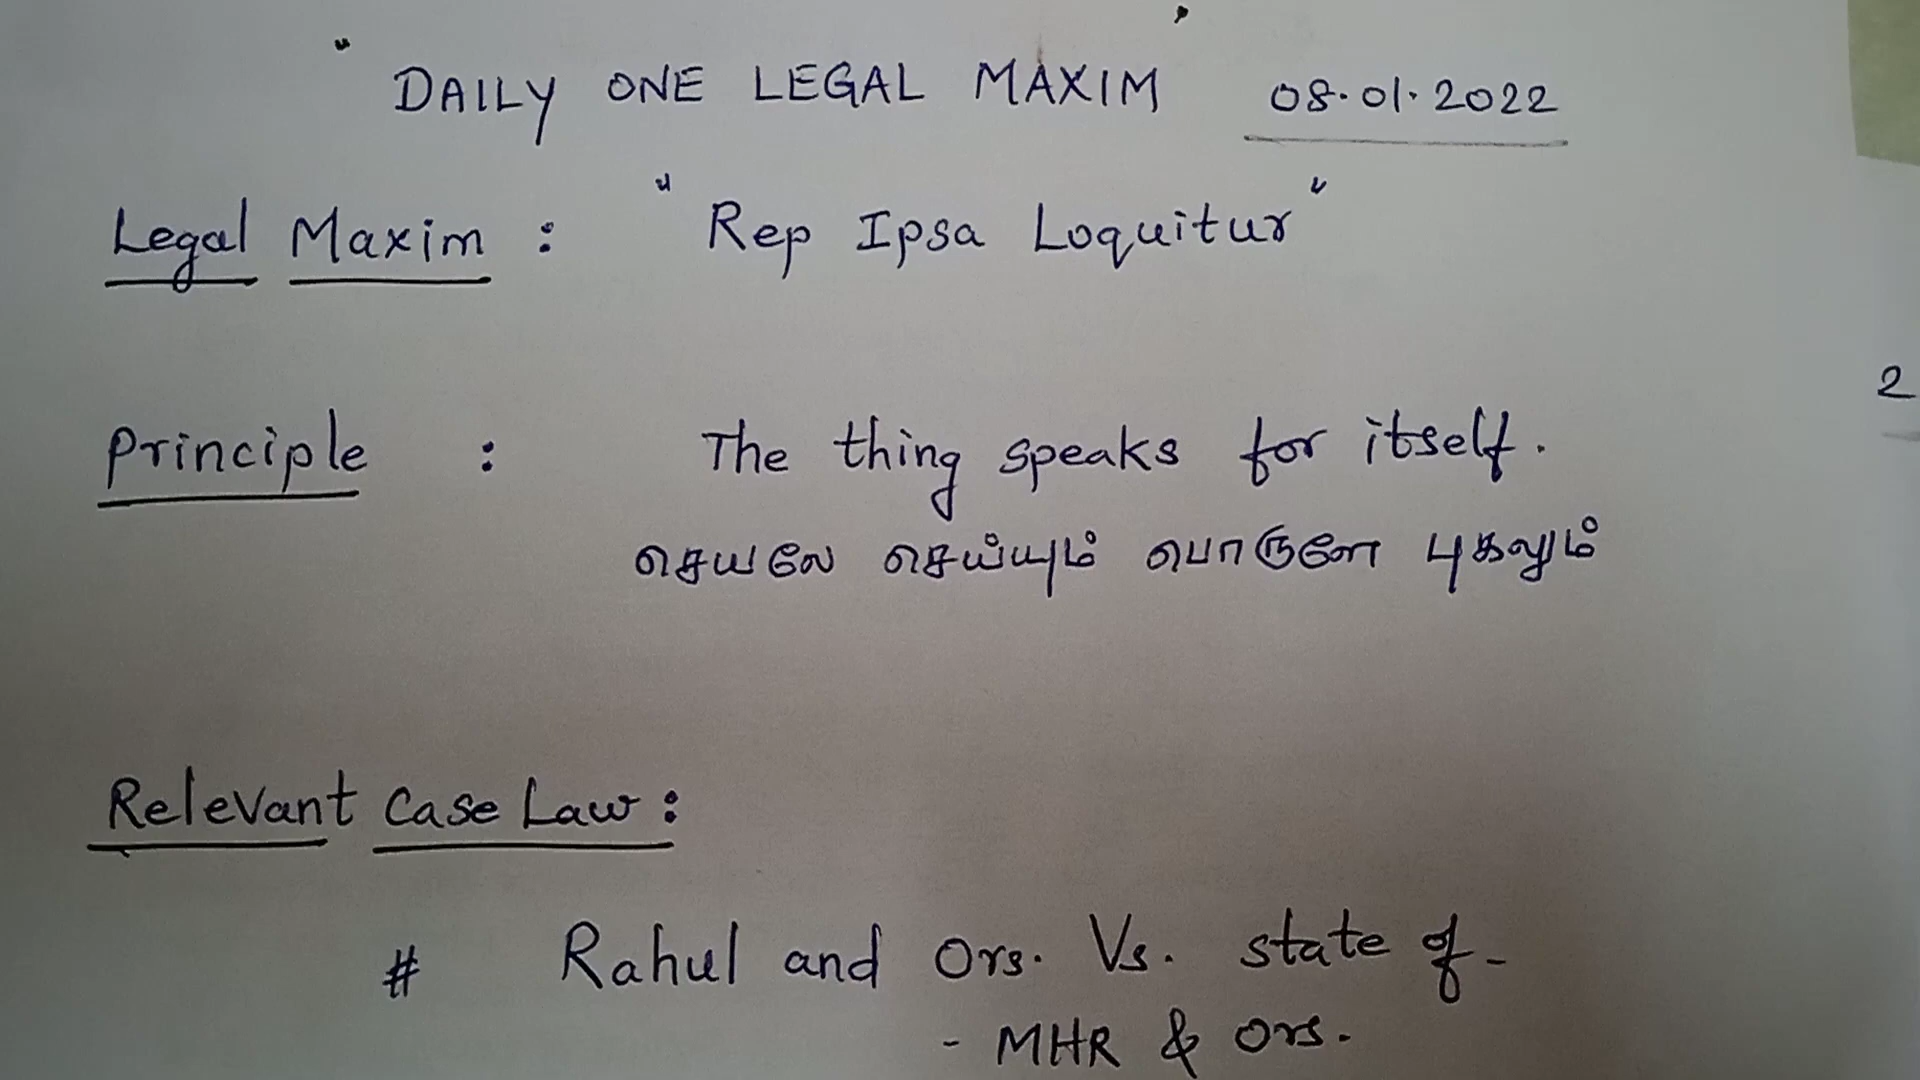 "DAILY ONE LEGAL MAXIM" 08.01.2022
Legal Maxim : "Rep Ipsa Loquitur"
2
Principle : The thing speaks for itself.
செயலே செய்யும் பொருளோ புகலும்
Relevant Case Law :
# Rahul and Ors. Vs. state of -
- MHR & Ors.